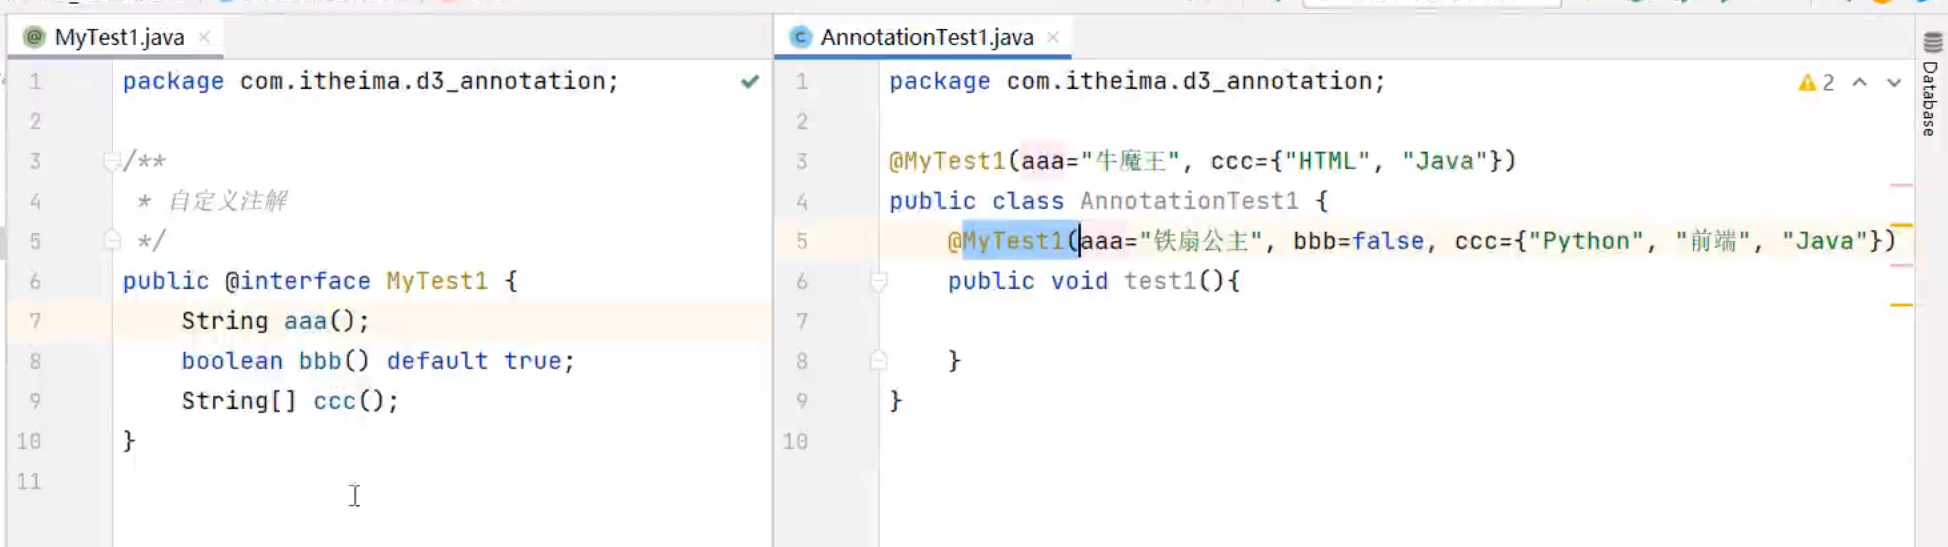 MyTest1.java
1 package com.itheima.d3_annotation;
2
3 /**
4 * 自定义注解
5 */
6 public @interface MyTest1 {
7 String aaa();
8 boolean bbb() default true;
9 String[] ccc();
10 }
11
AnnotationTest1.java
1 package com.itheima.d3_annotation;
2
3 @MyTest1(aaa="牛魔王", ccc={"HTML", "Java"})
4 public class AnnotationTest1 {
5 @MyTest1(aaa="铁扇公主", bbb=false, ccc={"Python", "前端", "Java"})
6 public void test1(){
7
8 }
9 }
10
2
Database